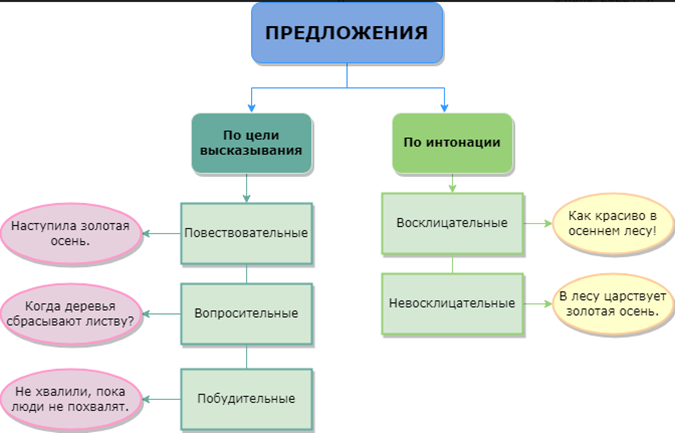 ПРЕДЛОЖЕНИЯ
По цели
высказывания
По интонации
Наступила золотая
осень.
Повествовательные
Восклицательные
Как красиво в
осеннем лесу!
Когда деревья
сбрасывают листву?
Вопросительные
Невосклицательные
В лесу царствует
золотая осень.
Не хвалили, пока
люди не похвалят.
Побудительные